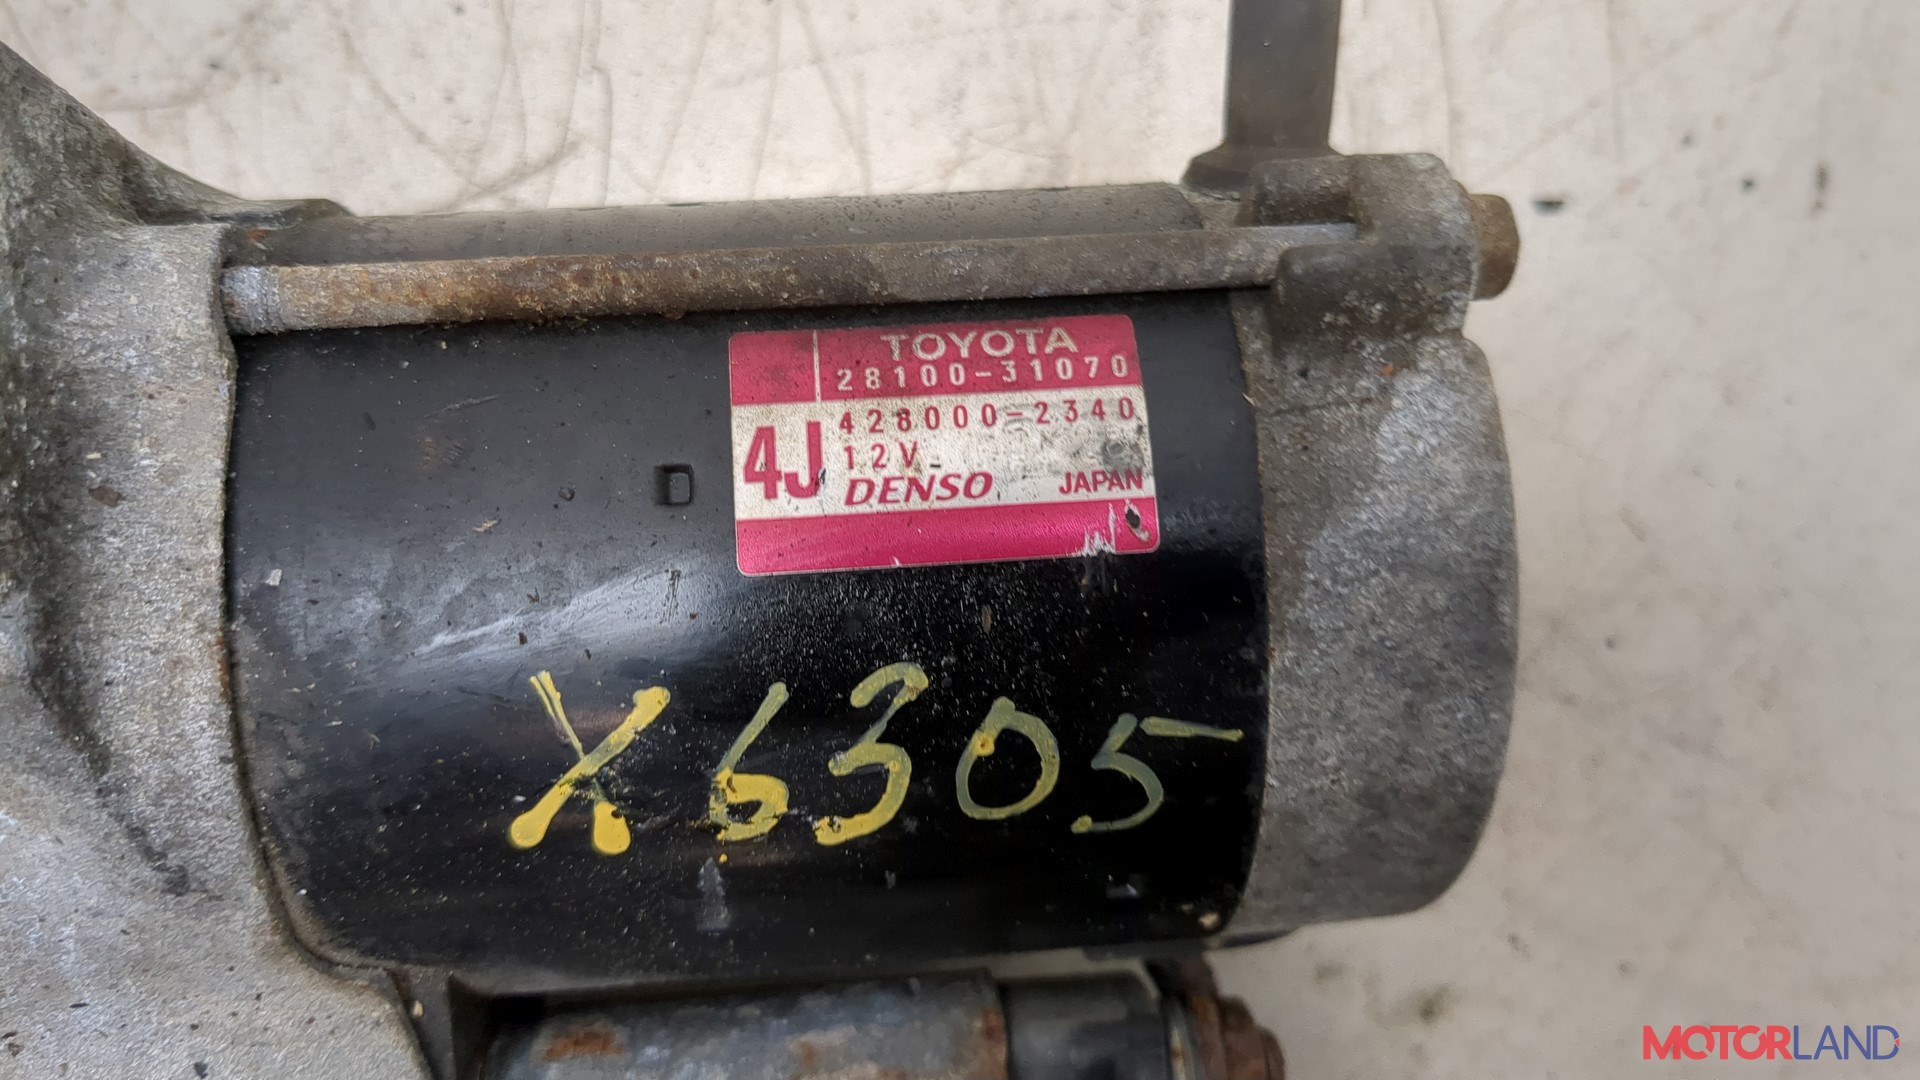 TOYOTA
28100-31070
428000-2340
4J
12V
DENSO JAPAN
X6305
MOTORLAND